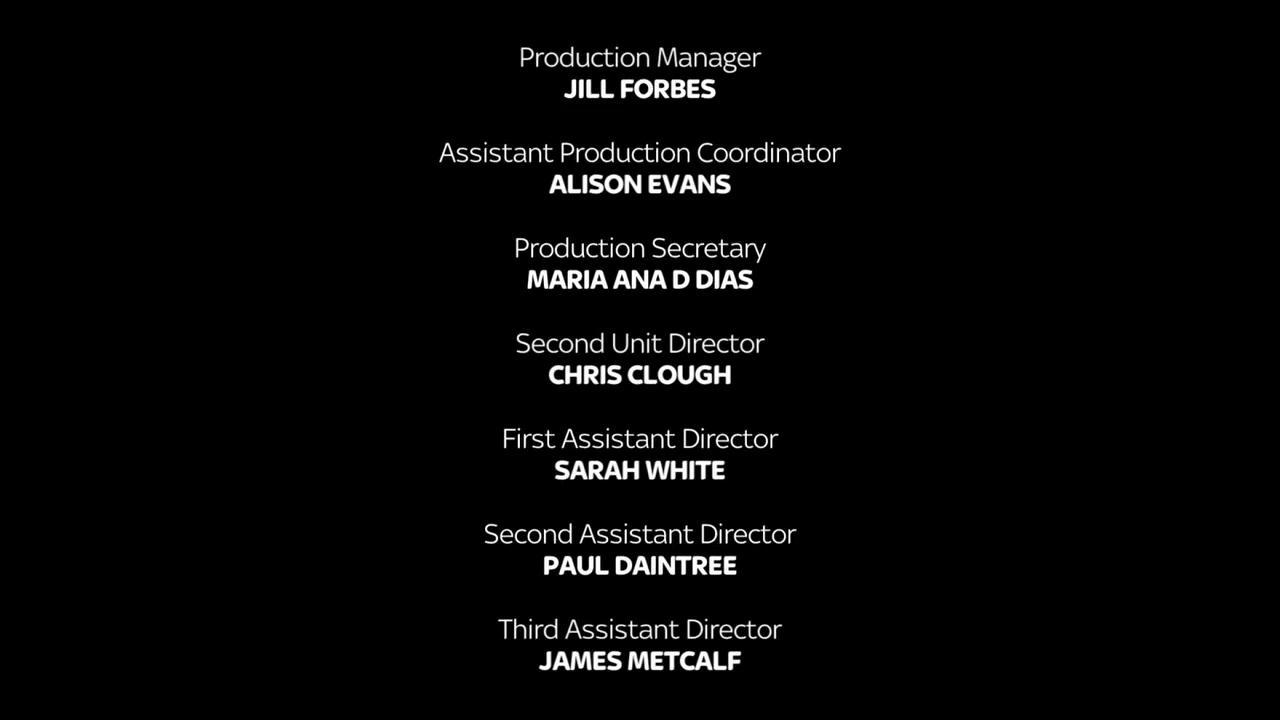 Production Manager
JILL FORBES
Assistant Production Coordinator
ALISON EVANS
Production Secretary
MARIA ANA D DIAS
Second Unit Director
CHRIS CLOUGH
First Assistant Director
SARAH WHITE
Second Assistant Director
PAUL DAINTREE
Third Assistant Director
JAMES METCALF